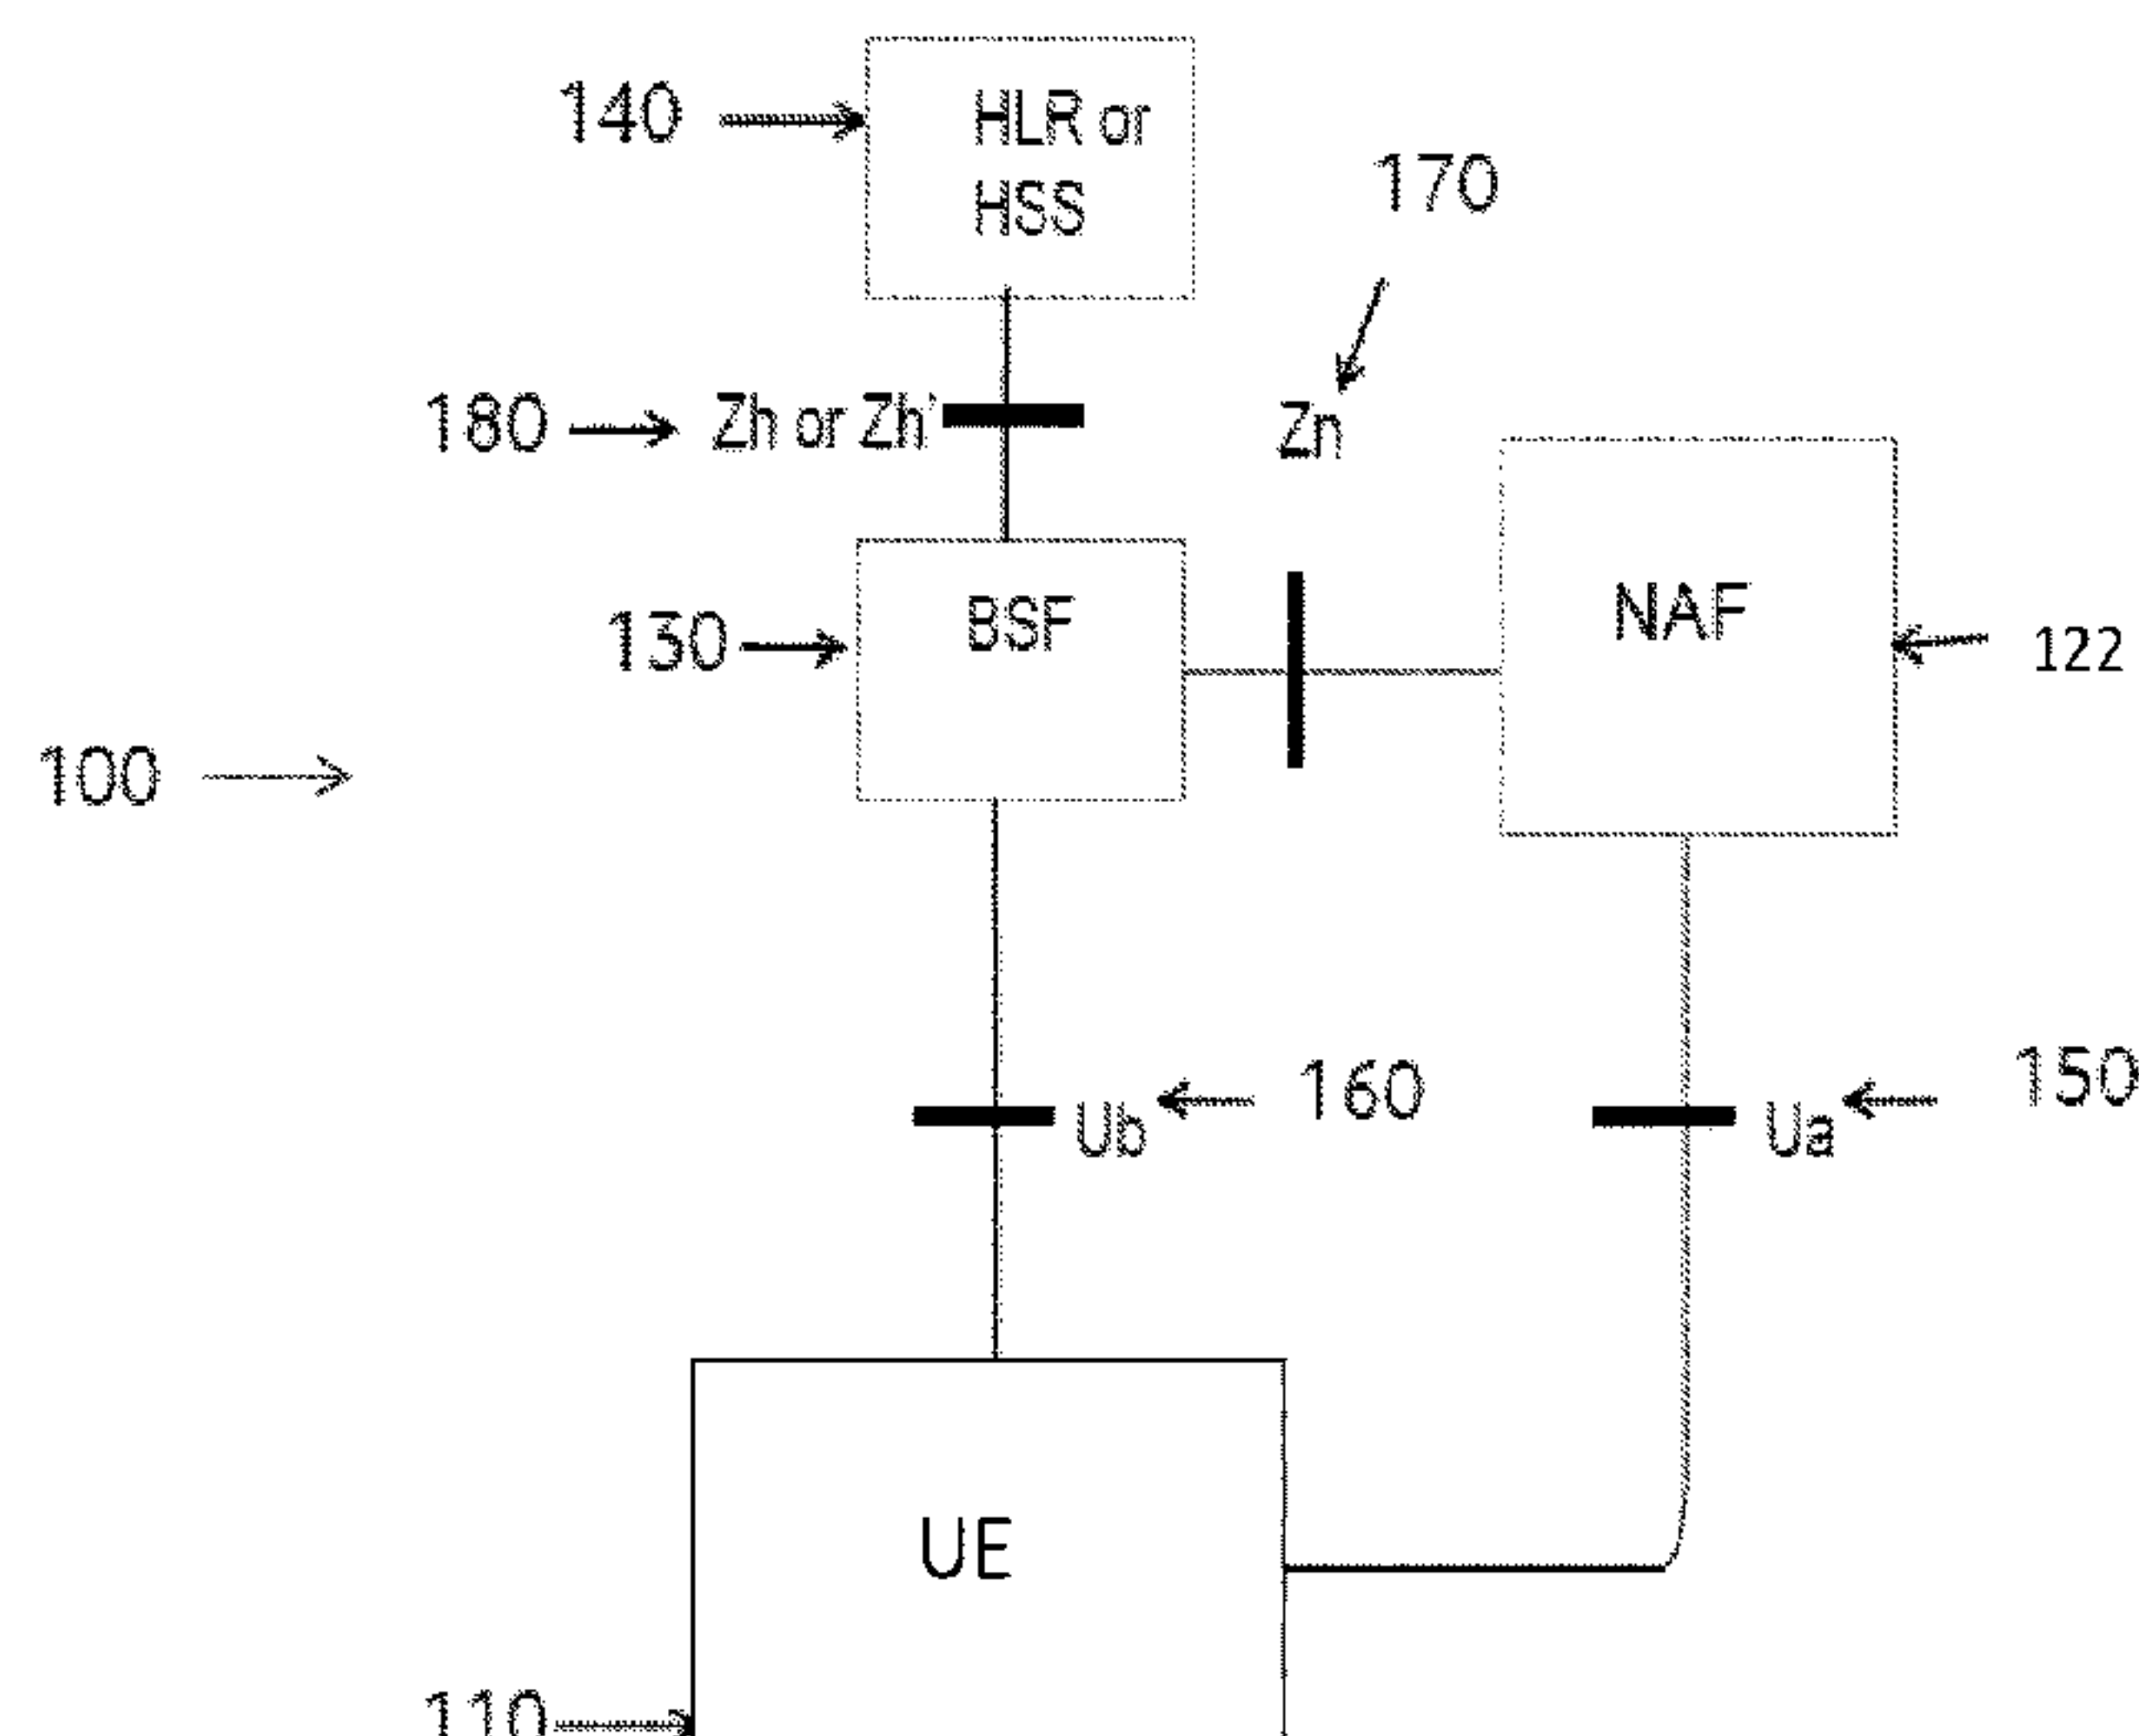 140
HLR or
HSS
170
180
Zh or Zh'
Zn
130
BSF
NAF
122
100
160
Ub
150
Ua
UE
110